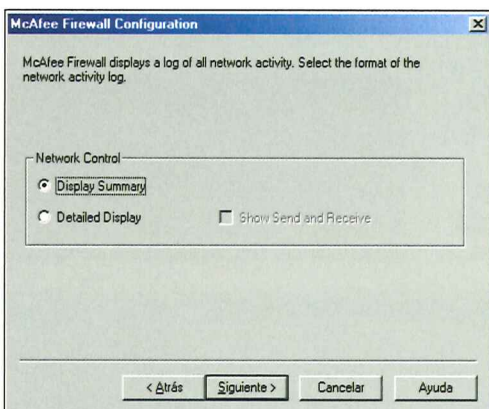 McAfee Firewall Configuration
McAfee Firewall displays a log of all network activity. Select the format of the
network activity log.
Network Control
Display Summary
Detailed Display
Show Send and Receive
< Atrás
Siguiente >
Cancelar
Ayuda